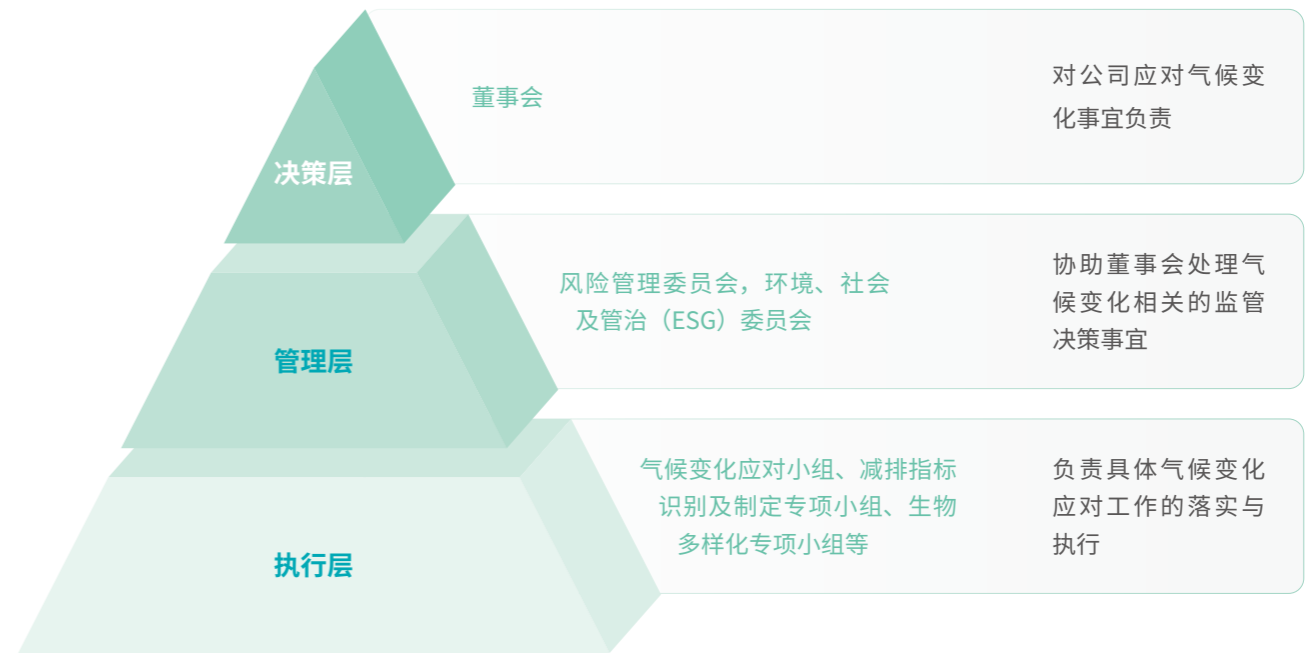 决策层
董事会
对公司应对气候变
化事宜负责
管理层
风险管理委员会，环境、社会
及管治（ESG）委员会
协助董事会处理气
候变化相关的监管
决策事宜
执行层
气候变化应对小组、减排指标
识别及制定专项小组、生物
多样化专项小组等
负责具体气候变化
应对工作的落实与
执行